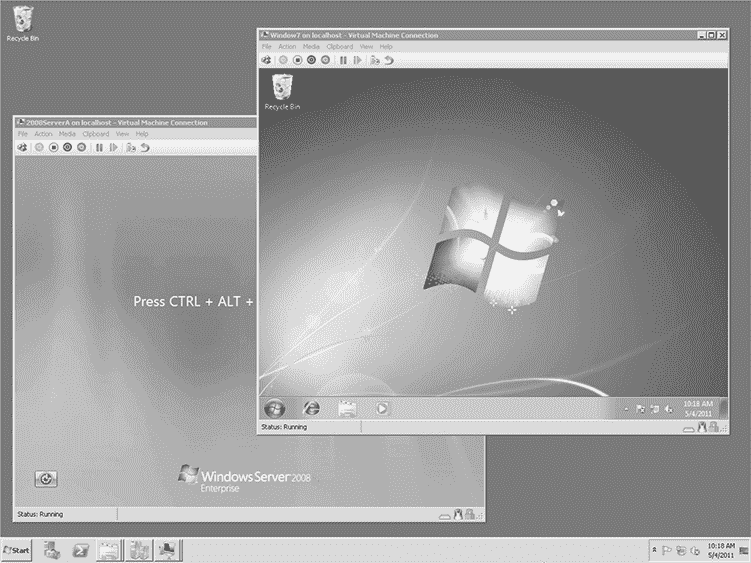 Recycle Bin
Window7 on localhost - Virtual Machine Connection
File Action Media Clipboard View Help
Recycle Bin
2008ServerA on localhost - Virtual Machine Connection
File Action Media Clipboard View Help
Press CTRL + ALT +
10:18 AM
5/4/2011
Status: Running
Windows Server 2008
Enterprise
Status: Running
Start
10:18 AM
5/4/2011